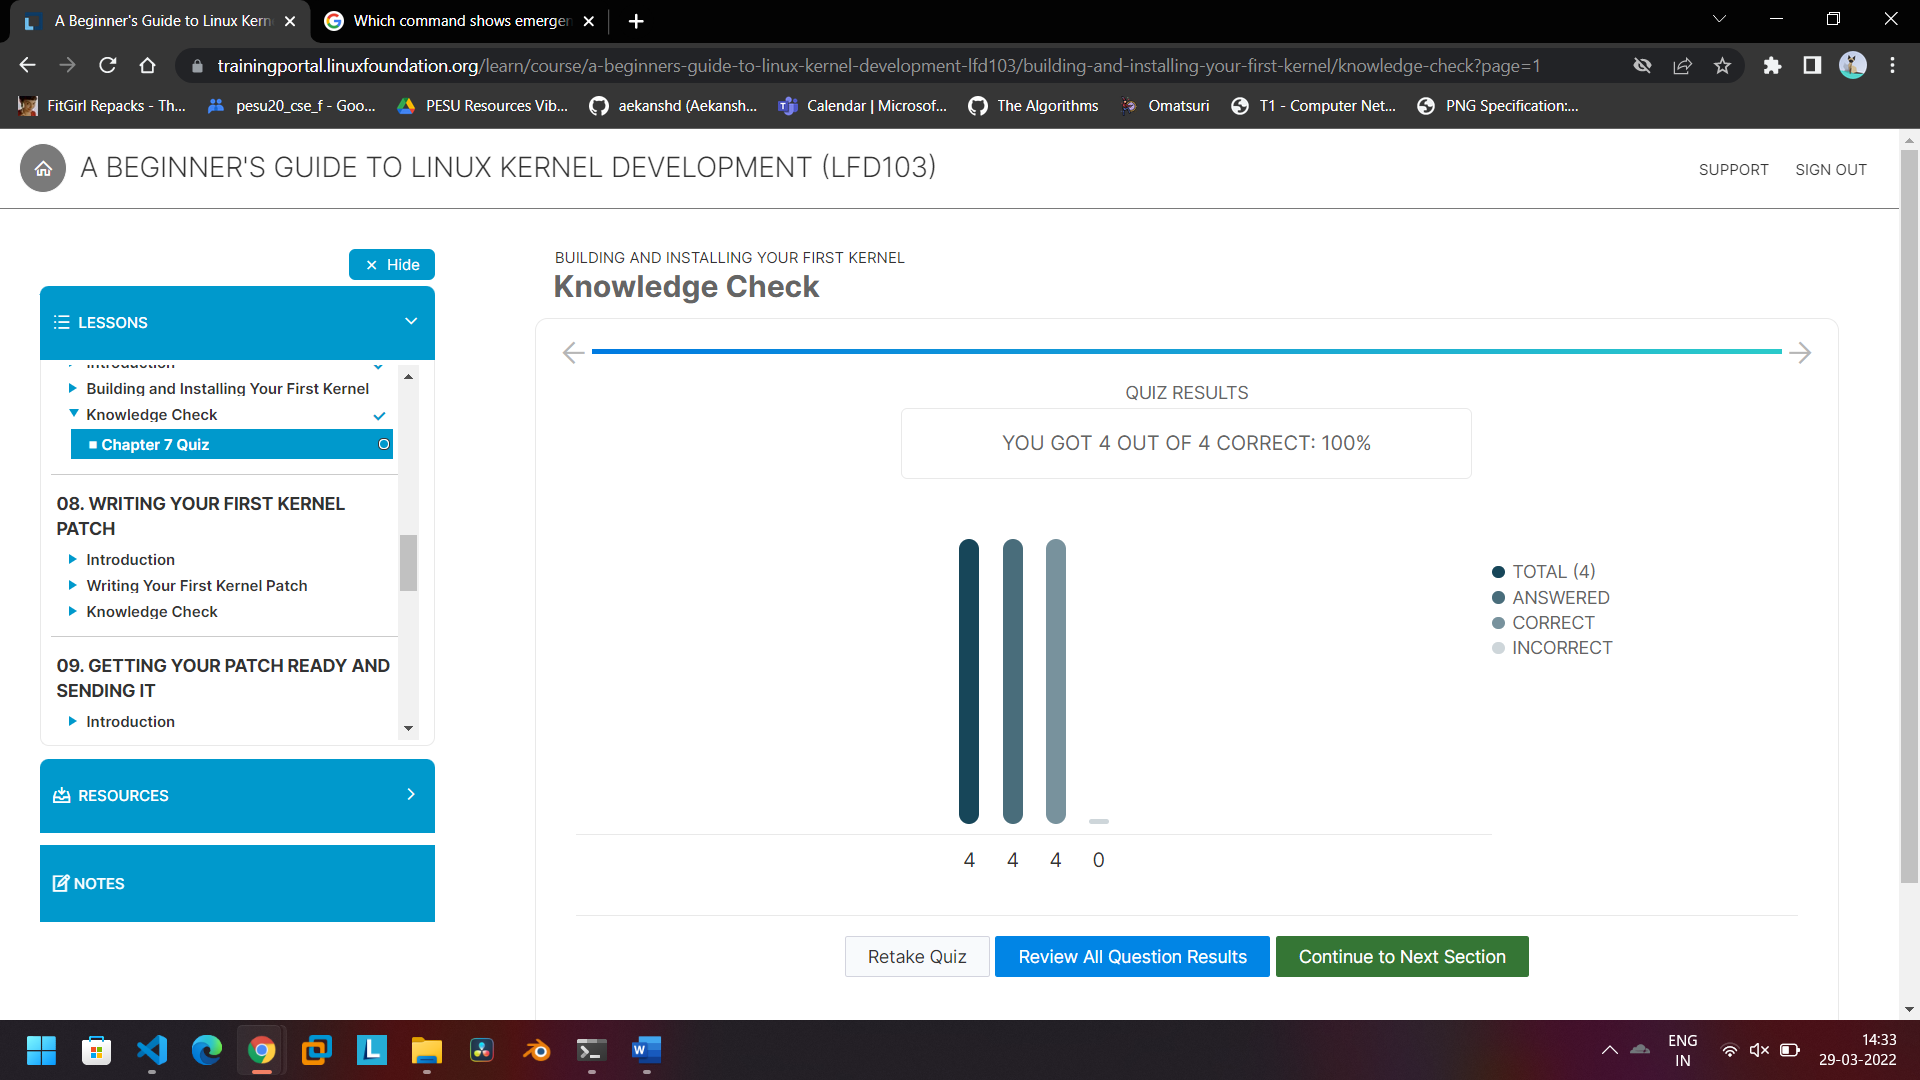 A Beginner's Guide to Linux Kern
Which command shows emergen
trainingportal.linuxfoundation.org/learn/course/a-beginners-guide-to-linux-kernel-development-lfd103/building-and-installing-your-first-kernel/knowledge-check?page=1
FitGirl Repacks - Th...
pesu20_cse_f - Goo...
PESU Resources Vib...
aekanshd (Aekansh...
Calendar | Microsof...
The Algorithms
Omatsuri
T1 - Computer Net...
PNG Specification:...
A BEGINNER'S GUIDE TO LINUX KERNEL DEVELOPMENT (LFD103)
SUPPORT
SIGN OUT
Hide
LESSONS
Introduction
Building and Installing Your First Kernel
Knowledge Check
Chapter 7 Quiz
08. WRITING YOUR FIRST KERNEL
PATCH
Introduction
Writing Your First Kernel Patch
Knowledge Check
09. GETTING YOUR PATCH READY AND
SENDING IT
Introduction
RESOURCES
NOTES
BUILDING AND INSTALLING YOUR FIRST KERNEL
Knowledge Check
QUIZ RESULTS
YOU GOT 4 OUT OF 4 CORRECT: 100%
TOTAL (4)
ANSWERED
CORRECT
INCORRECT
4 4 4 0
Retake Quiz
Review All Question Results
Continue to Next Section
ENG
IN
14:33
29-03-2022